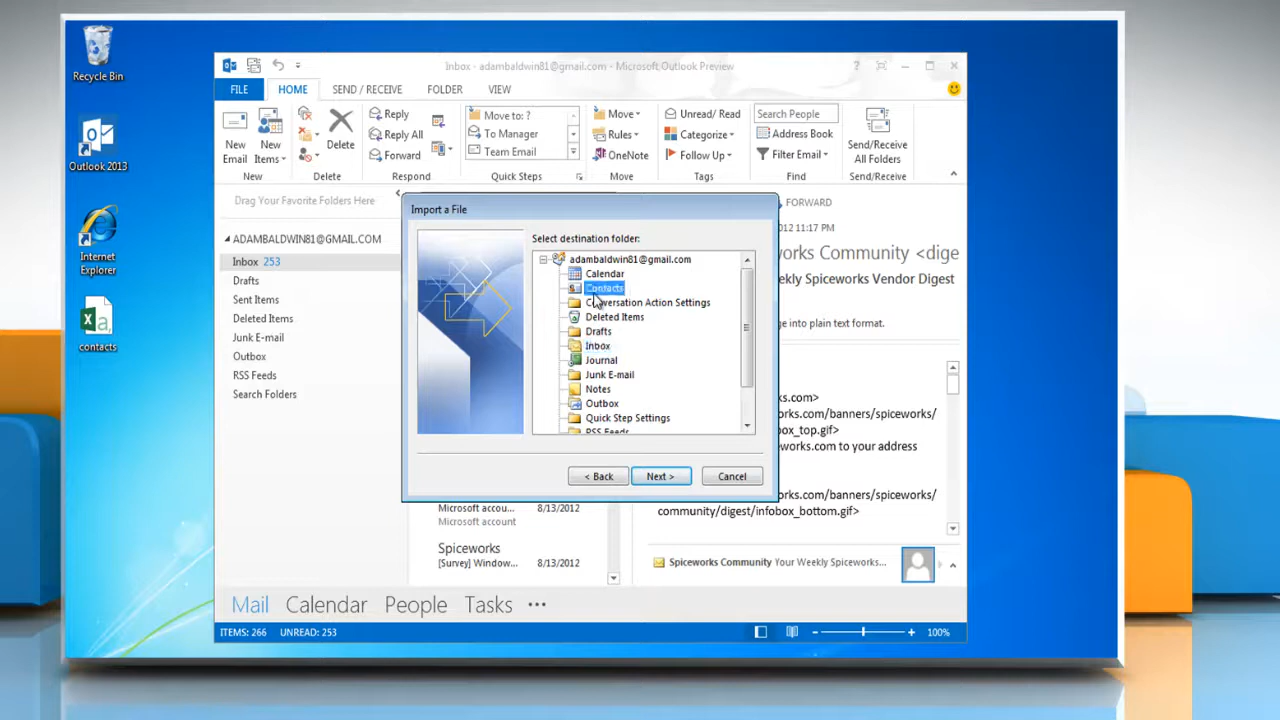 Recycle Bin
Outlook 2013
Internet
Explorer
contacts
Inbox - adambaldwin81@gmail.com - Microsoft Outlook Preview
FILE HOME SEND / RECEIVE FOLDER VIEW
New
Email
New
Items
New
Delete
Delete
Reply
Reply All
Forward
Respond
Move to: ?
To Manager
Team Email
Quick Steps
Move
Rules
OneNote
Move
Unread/ Read
Categorize
Follow Up
Tags
Search People
Address Book
Filter Email
Find
Send/Receive
All Folders
Send/Receive
Drag Your Favorite Folders Here
ADAMBALDWIN81@GMAIL.COM
Inbox 253
Drafts
Sent Items
Deleted Items
Junk E-mail
Outbox
RSS Feeds
Search Folders
Import a File
Select destination folder:
adambaldwin81@gmail.com
Calendar
Contacts
Conversation Action Settings
Deleted Items
Drafts
Inbox
Journal
Junk E-mail
Notes
Outbox
Quick Step Settings
RSS Feeds
< Back Next > Cancel
FORWARD
2012 11:17 PM
works Community <dige
ekly Spiceworks Vendor Digest
ge into plain text format.
ks.com>
rks.com/banners/spiceworks/
box_top.gif>
rks.com to your address
rks.com/banners/spiceworks/
community/digest/infobox_bottom.gif>
Microsoft accou... 8/13/2012
Microsoft account
Spiceworks
[Survey] Window... 8/13/2012
Spiceworks Community Your Weekly Spiceworks...
Mail Calendar People Tasks •••
ITEMS: 266 UNREAD: 253 100%